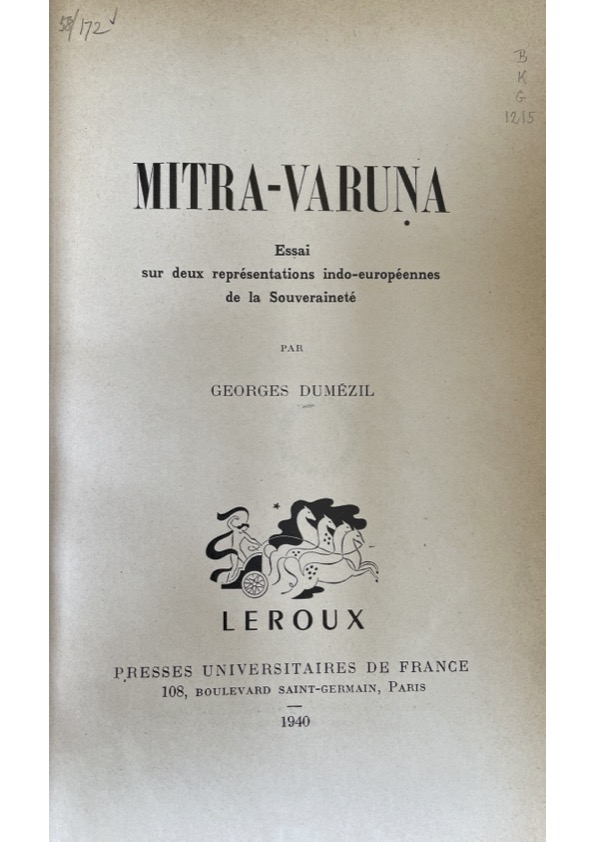 58/172
B
K
G
1215
MITRA-VARUṆA
Essai
sur deux représentations indo-européennes
de la Souveraineté
PAR
GEORGES DUMÉZIL
LEROUX
PRESSES UNIVERSITAIRES DE FRANCE
108, BOULEVARD SAINT-GERMAIN, PARIS
1940